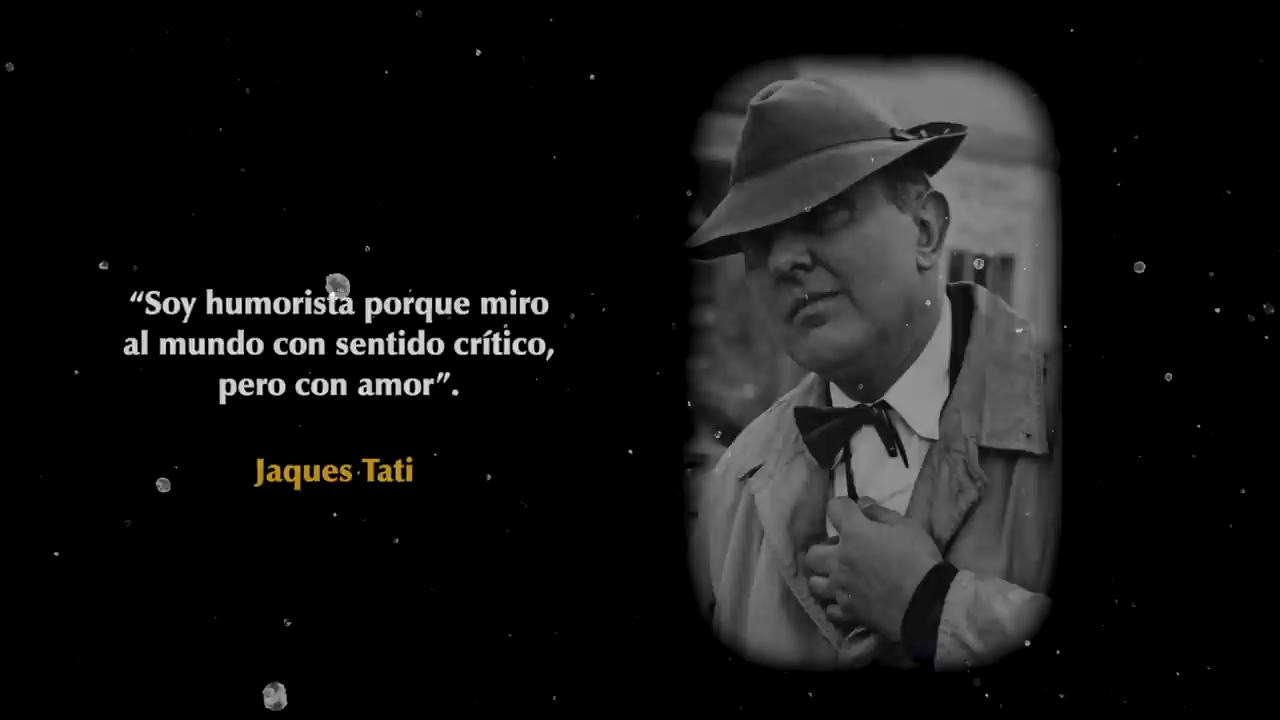 “Soy humorista porque miro
al mundo con sentido crítico,
pero con amor”.
Jaques Tati